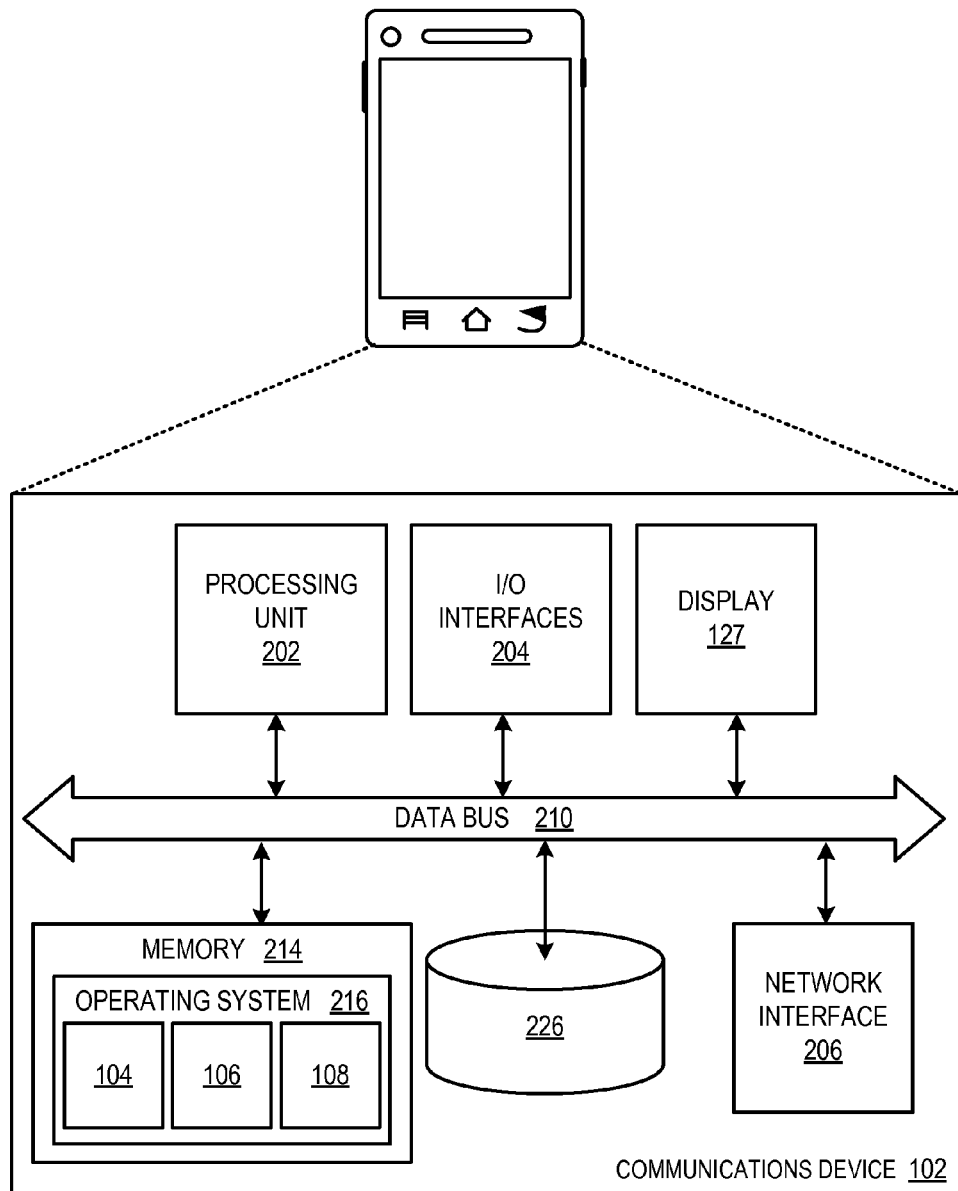 PROCESSING
UNIT
202
I/O
INTERFACES
204
DISPLAY
127
DATA BUS 210
MEMORY 214
OPERATING SYSTEM 216
104 106 108
226
NETWORK
INTERFACE
206
COMMUNICATIONS DEVICE 102